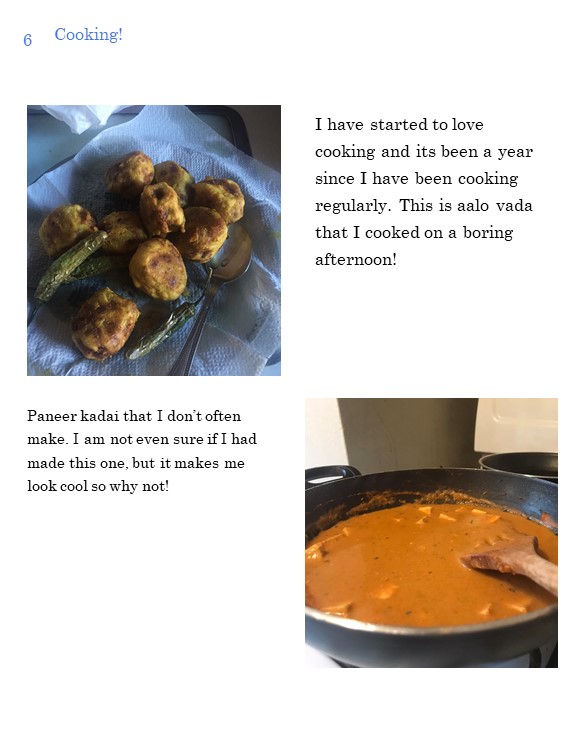 6 Cooking!
I have started to love
cooking and its been a year
since I have been cooking
regularly. This is aalo vada
that I cooked on a boring
afternoon!
Paneer kadai that I don’t often
make. I am not even sure if I had
made this one, but it makes me
look cool so why not!